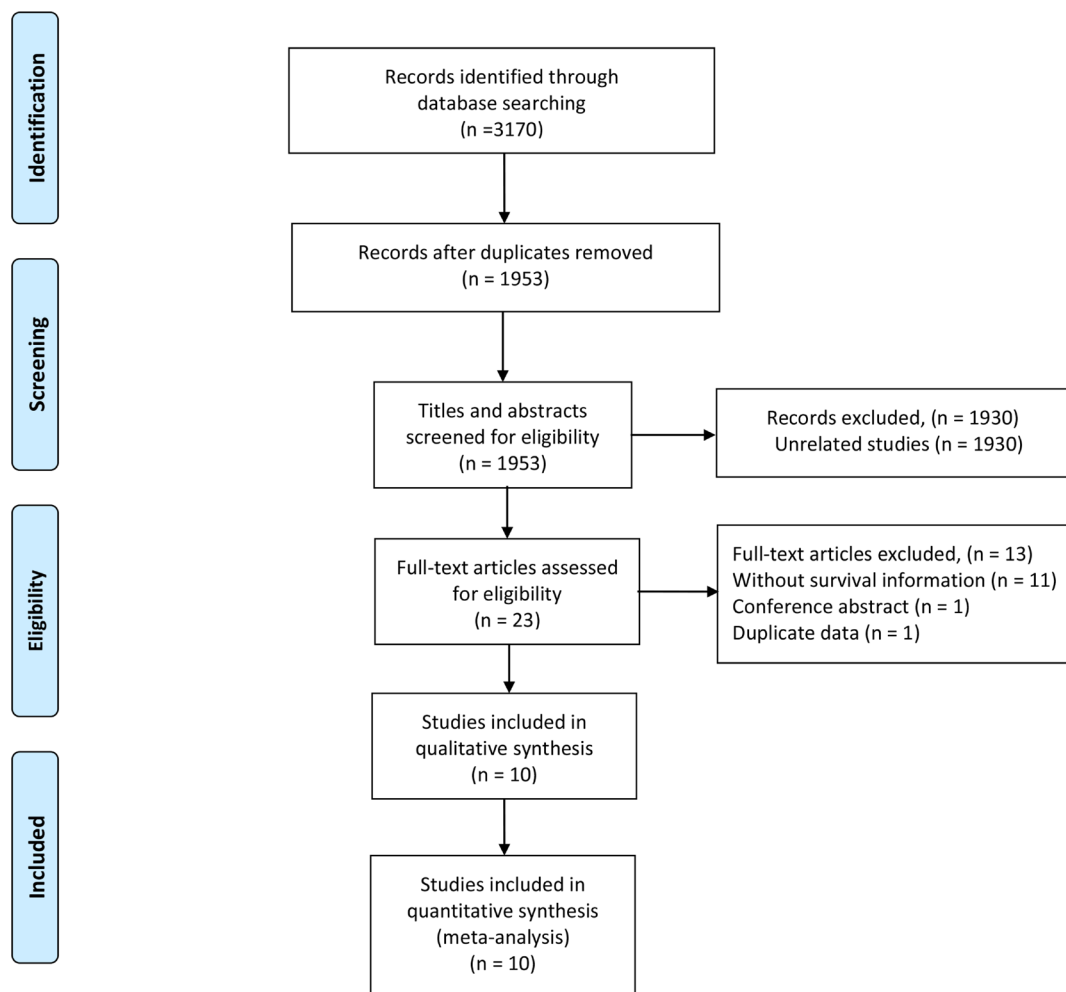 Identification
Records identified through
database searching
(n =3170)
Records after duplicates removed
(n = 1953)
Screening
Titles and abstracts
screened for eligibility
(n = 1953)
Records excluded, (n = 1930)
Unrelated studies (n = 1930)
Eligibility
Full-text articles assessed
for eligibility
(n = 23)
Full-text articles excluded, (n = 13)
Without survival information (n = 11)
Conference abstract (n = 1)
Duplicate data (n = 1)
Studies included in
qualitative synthesis
(n = 10)
Included
Studies included in
quantitative synthesis
(meta-analysis)
(n = 10)